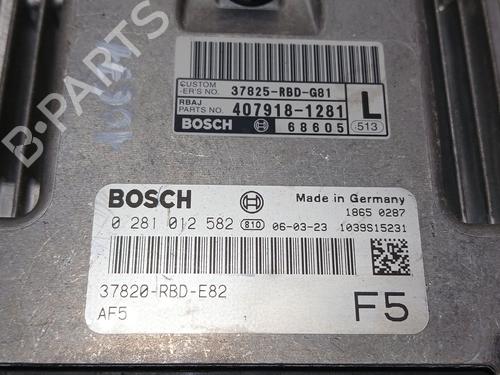 B-PARTS
CUSTOM -ER'S NO. 37825-RBD-G81
RBAJ PARTS NO. 407918-1281 L
BOSCH 68605 513
BOSCH Made in Germany
1865 0287
0 281 012 582 810 06-03-23 1039S15231
37820-RBD-E82
AF5 F5